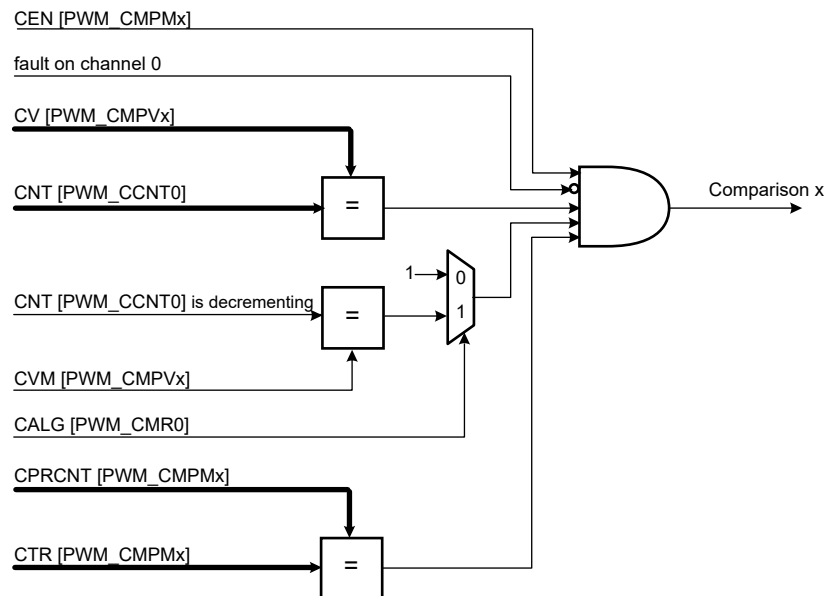 CEN [PWM_CMPMx]
fault on channel 0
CV [PWM_CMPVx]
CNT [PWM_CCNT0]
=
Comparison x
1
0
1
CNT [PWM_CCNT0] is decrementing
=
CVM [PWM_CMPVx]
CALG [PWM_CMR0]
CPRCNT [PWM_CMPMx]
CTR [PWM_CMPMx]
=